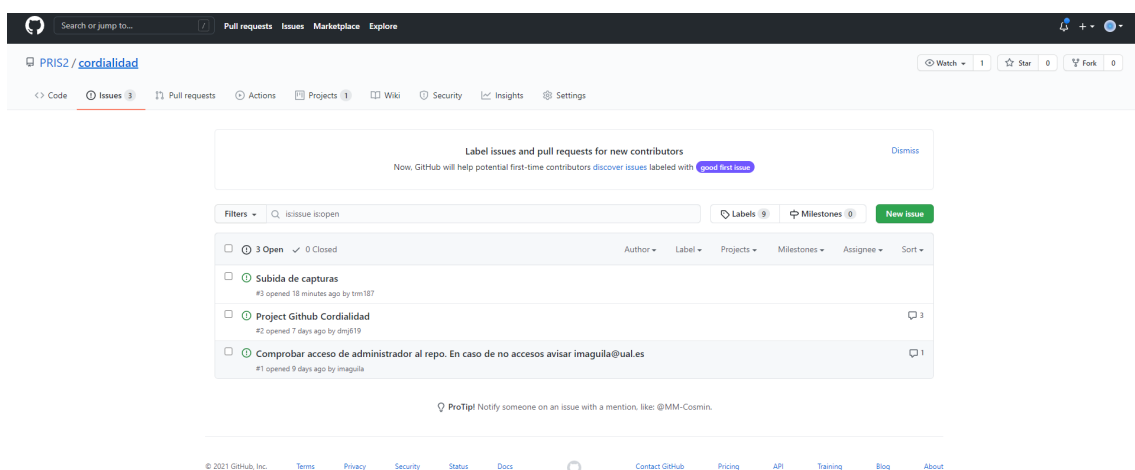 Search or jump to... / Pull requests Issues Marketplace Explore
PRIS2 / cordialidad Watch 1 Star 0 Fork 0
Code Issues 3 Pull requests Actions Projects 1 Wiki Security Insights Settings
Label issues and pull requests for new contributors Dismiss
Now, GitHub will help potential first-time contributors discover issues labeled with good first issue
Filters is:issue is:open Labels 9 Milestones 0 New issue
3 Open 0 Closed Author Label Projects Milestones Assignee Sort
Subida de capturas
#3 opened 18 minutes ago by trm187
Project Github Cordialidad 3
#2 opened 7 days ago by dmj619
Comprobar acceso de administrador al repo. En caso de no accesos avisar imaguila@ual.es 1
#1 opened 9 days ago by imaguila
ProTip! Notify someone on an issue with a mention, like: @MM-Cosmin.
© 2021 GitHub, Inc. Terms Privacy Security Status Docs Contact GitHub Pricing API Training Blog About